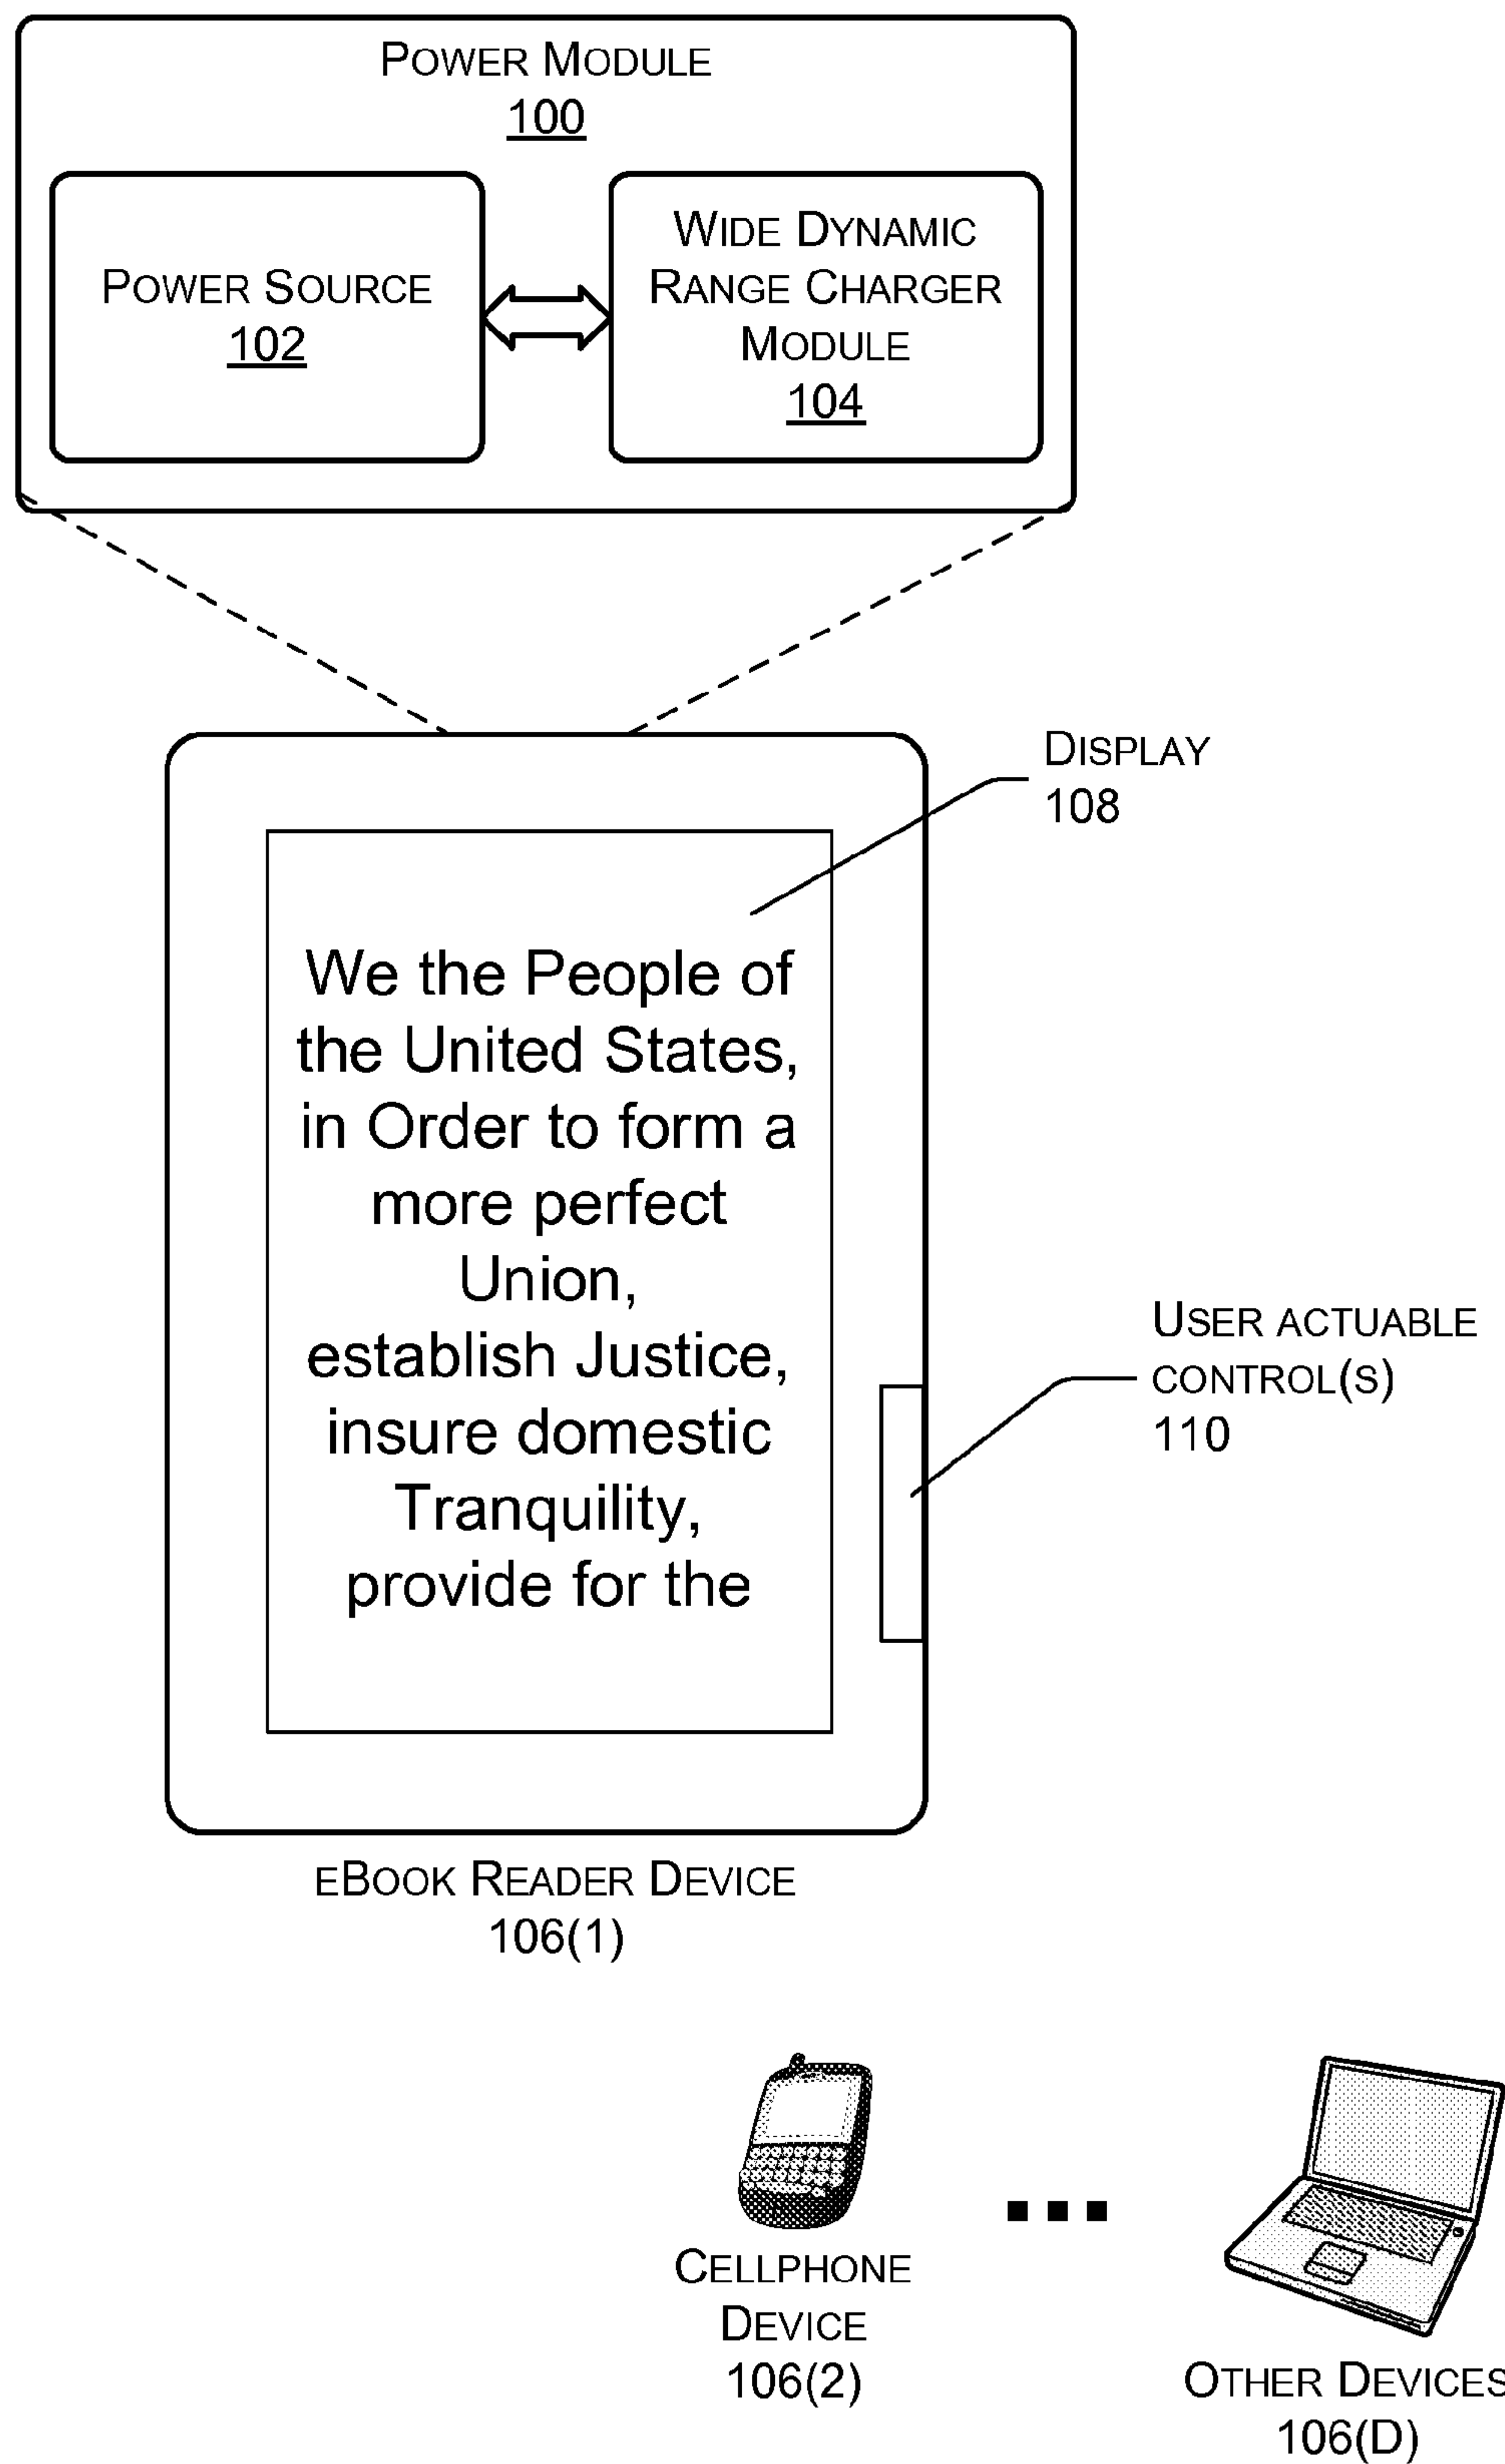 POWER MODULE
100
POWER SOURCE
102
WIDE DYNAMIC
RANGE CHARGER
MODULE
104
DISPLAY
108
We the People of
the United States,
in Order to form a
more perfect
Union,
establish Justice,
insure domestic
Tranquility,
provide for the
USER ACTUABLE
CONTROL(S)
110
EBOOK READER DEVICE
106(1)
CELLPHONE
DEVICE
106(2)
OTHER DEVICES
106(D)